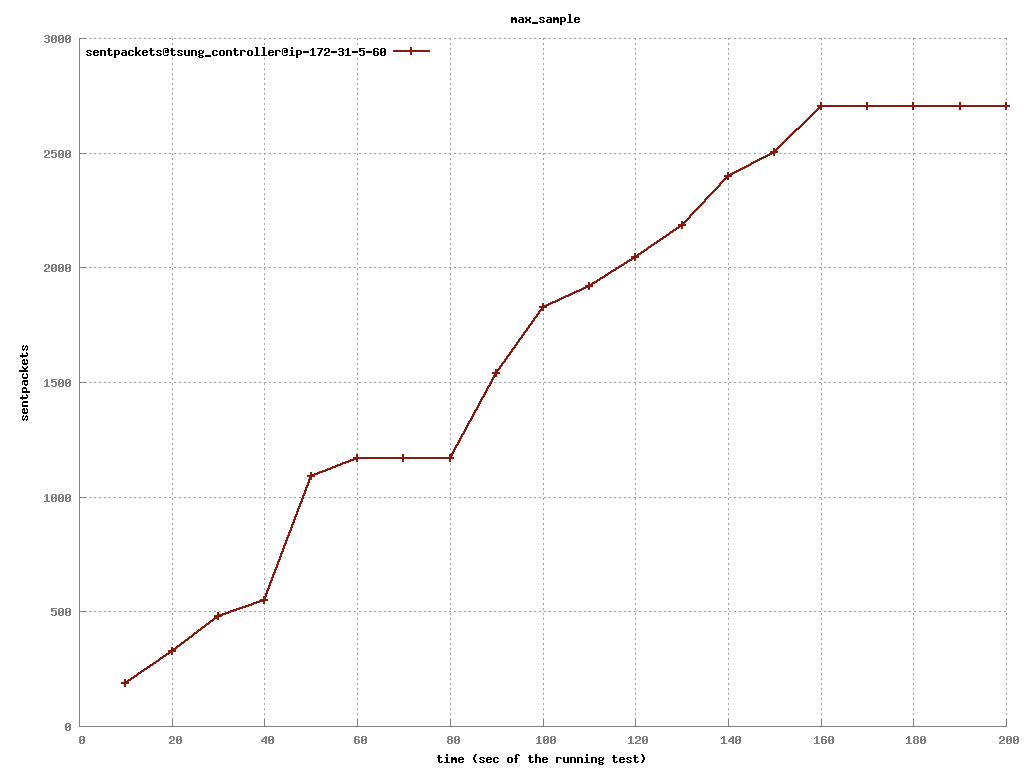 max_sample
3000
sentpackets@tsung_controller@ip-172-31-5-60
2500
2000
1500
sentpackets
1000
500
0
0 20 40 60 80 100 120 140 160 180 200
time (sec of the running test)